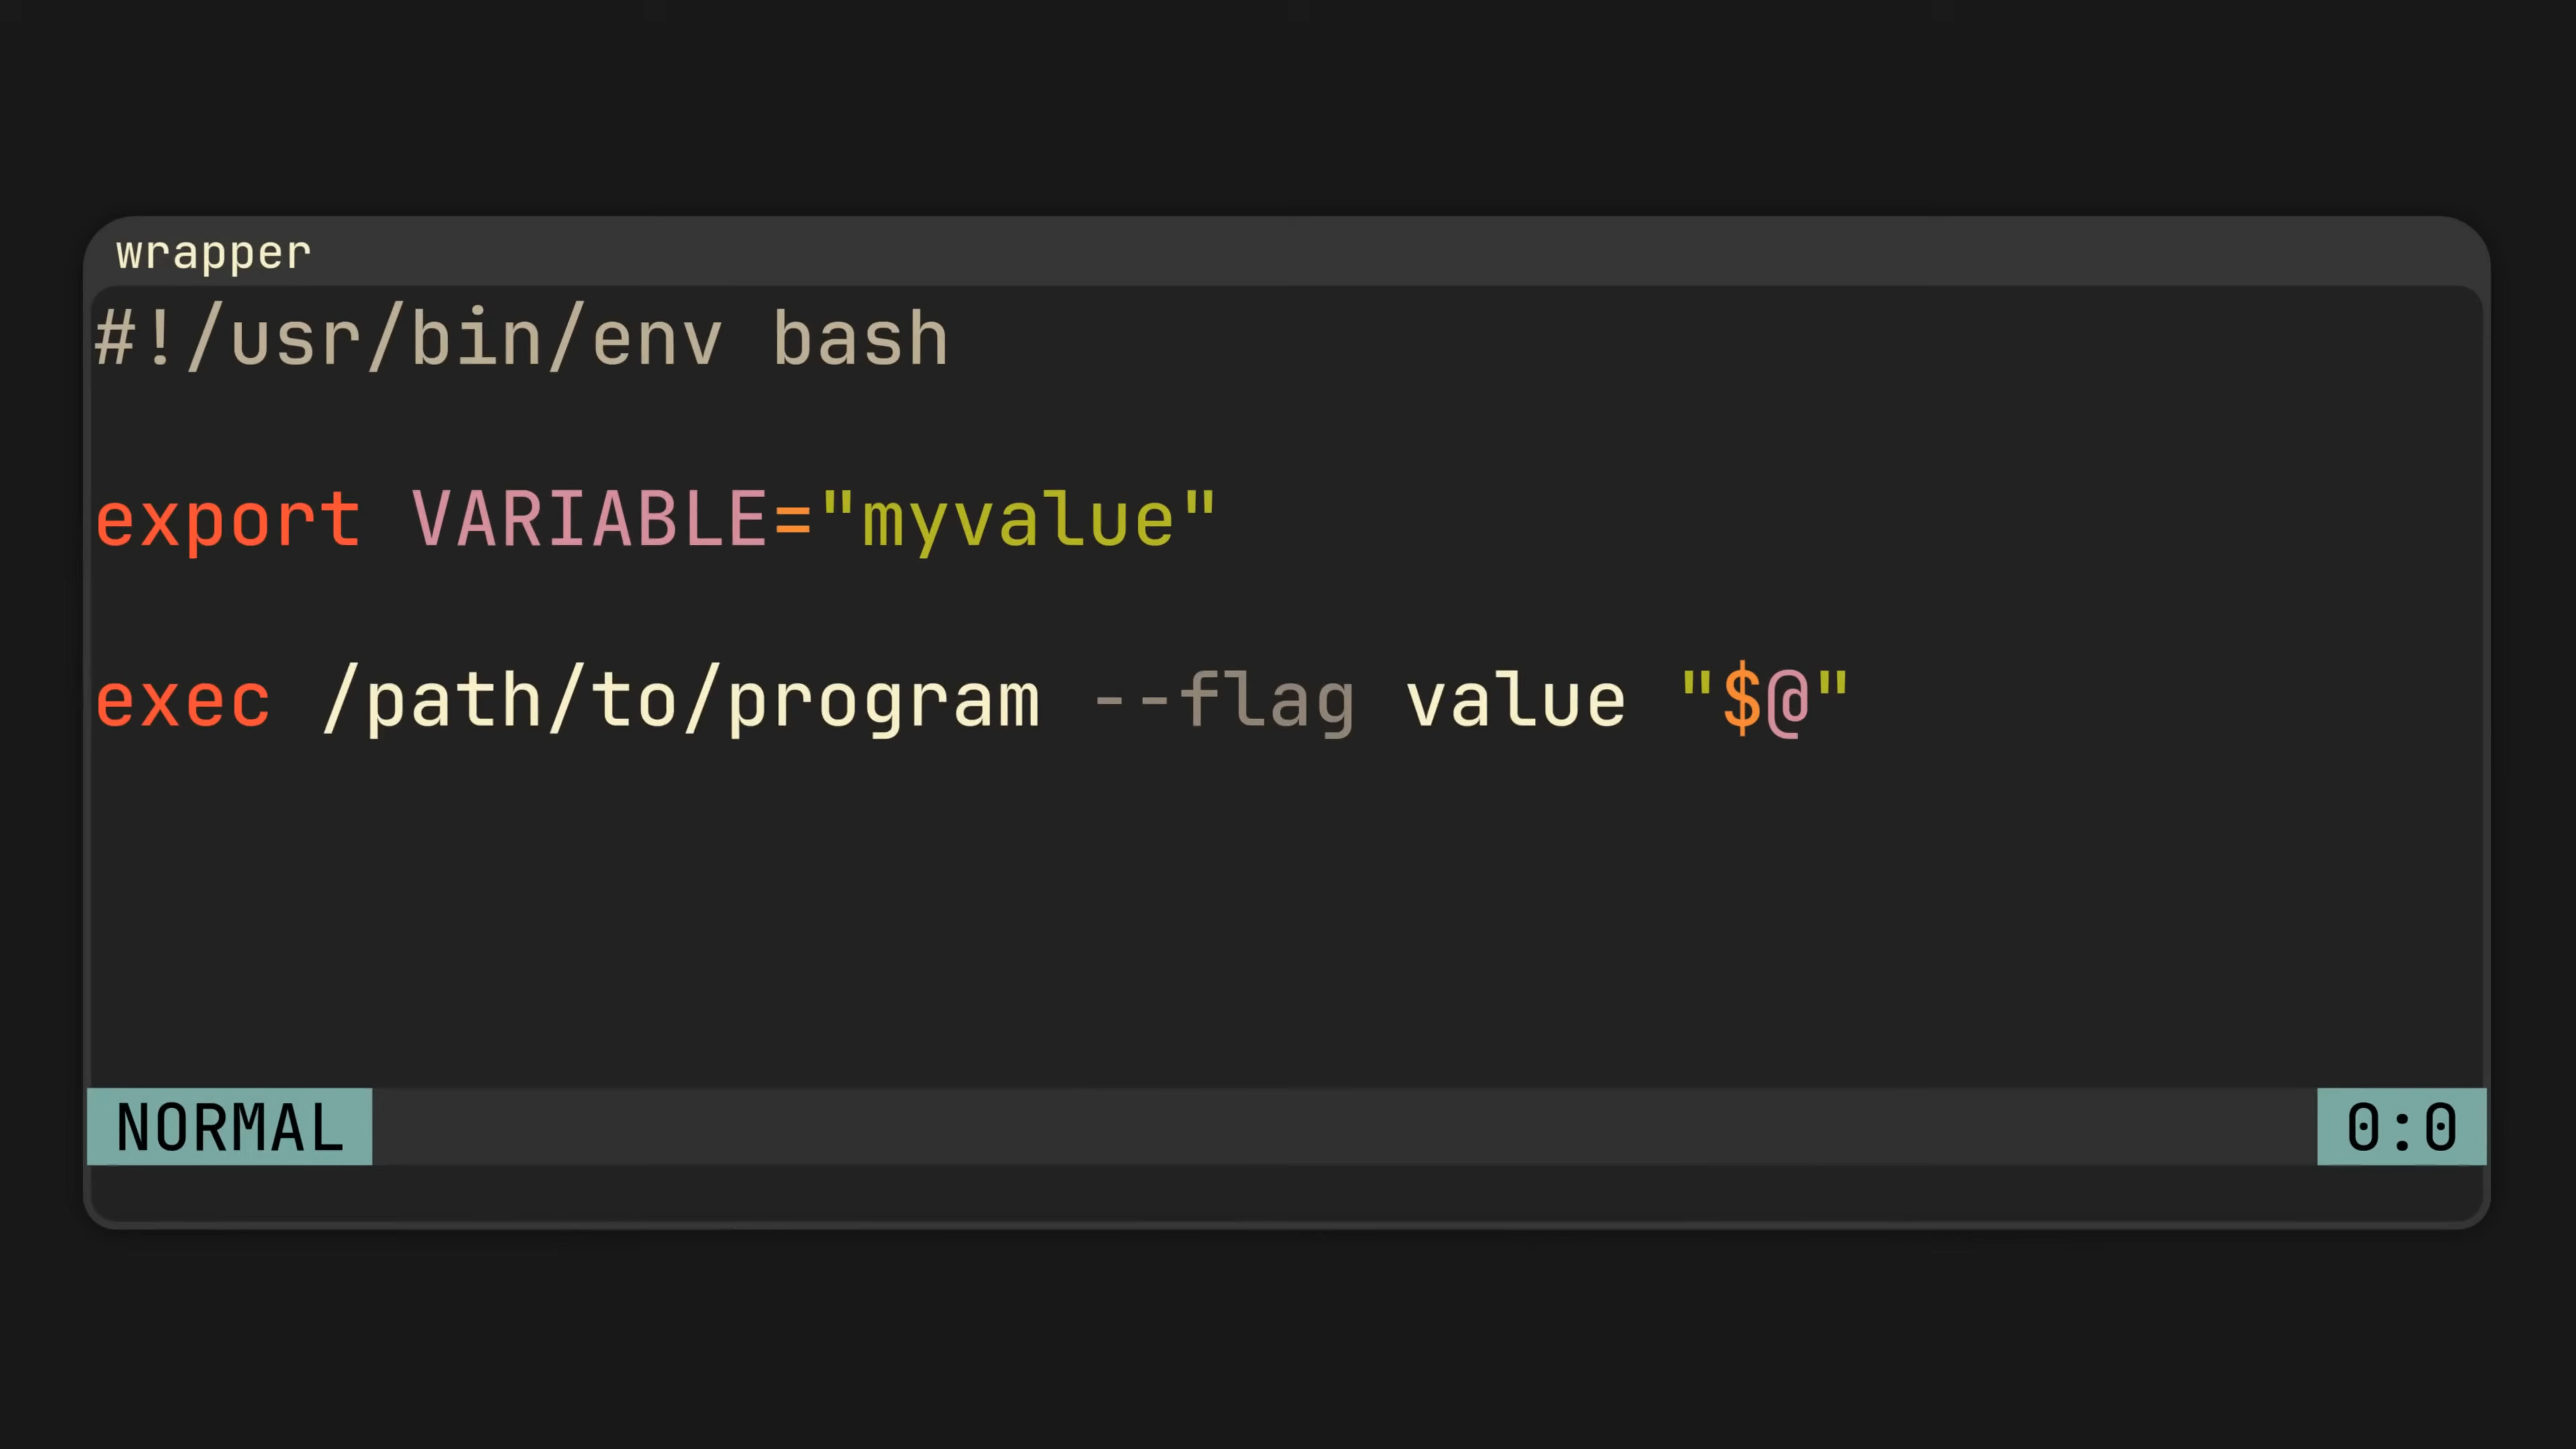 wrapper
#!/usr/bin/env bash
export VARIABLE="myvalue"
exec /path/to/program --flag value "$@"
NORMAL 0:0